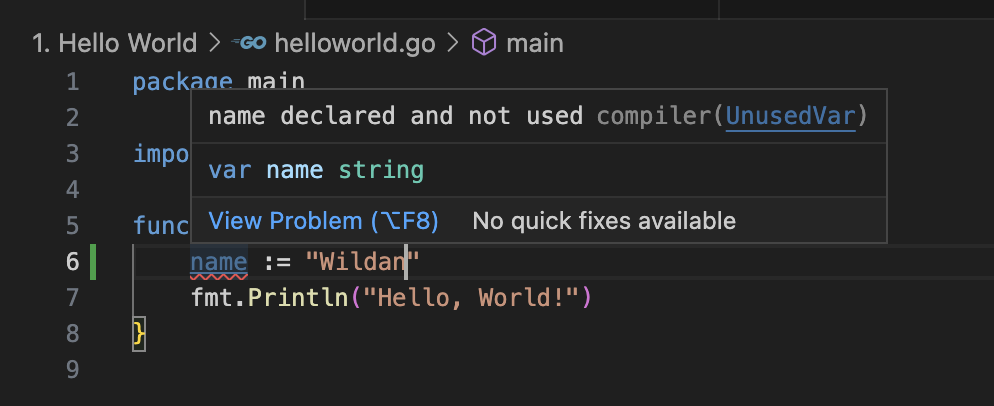 1. Hello World > GO helloworld.go > main
1 package main
2
name declared and not used compiler(UnusedVar)
3 impo
var name string
4
5 func
View Problem (⌥F8) No quick fixes available
6 name := "Wildan"
7 fmt.Println("Hello, World!")
8 }
9